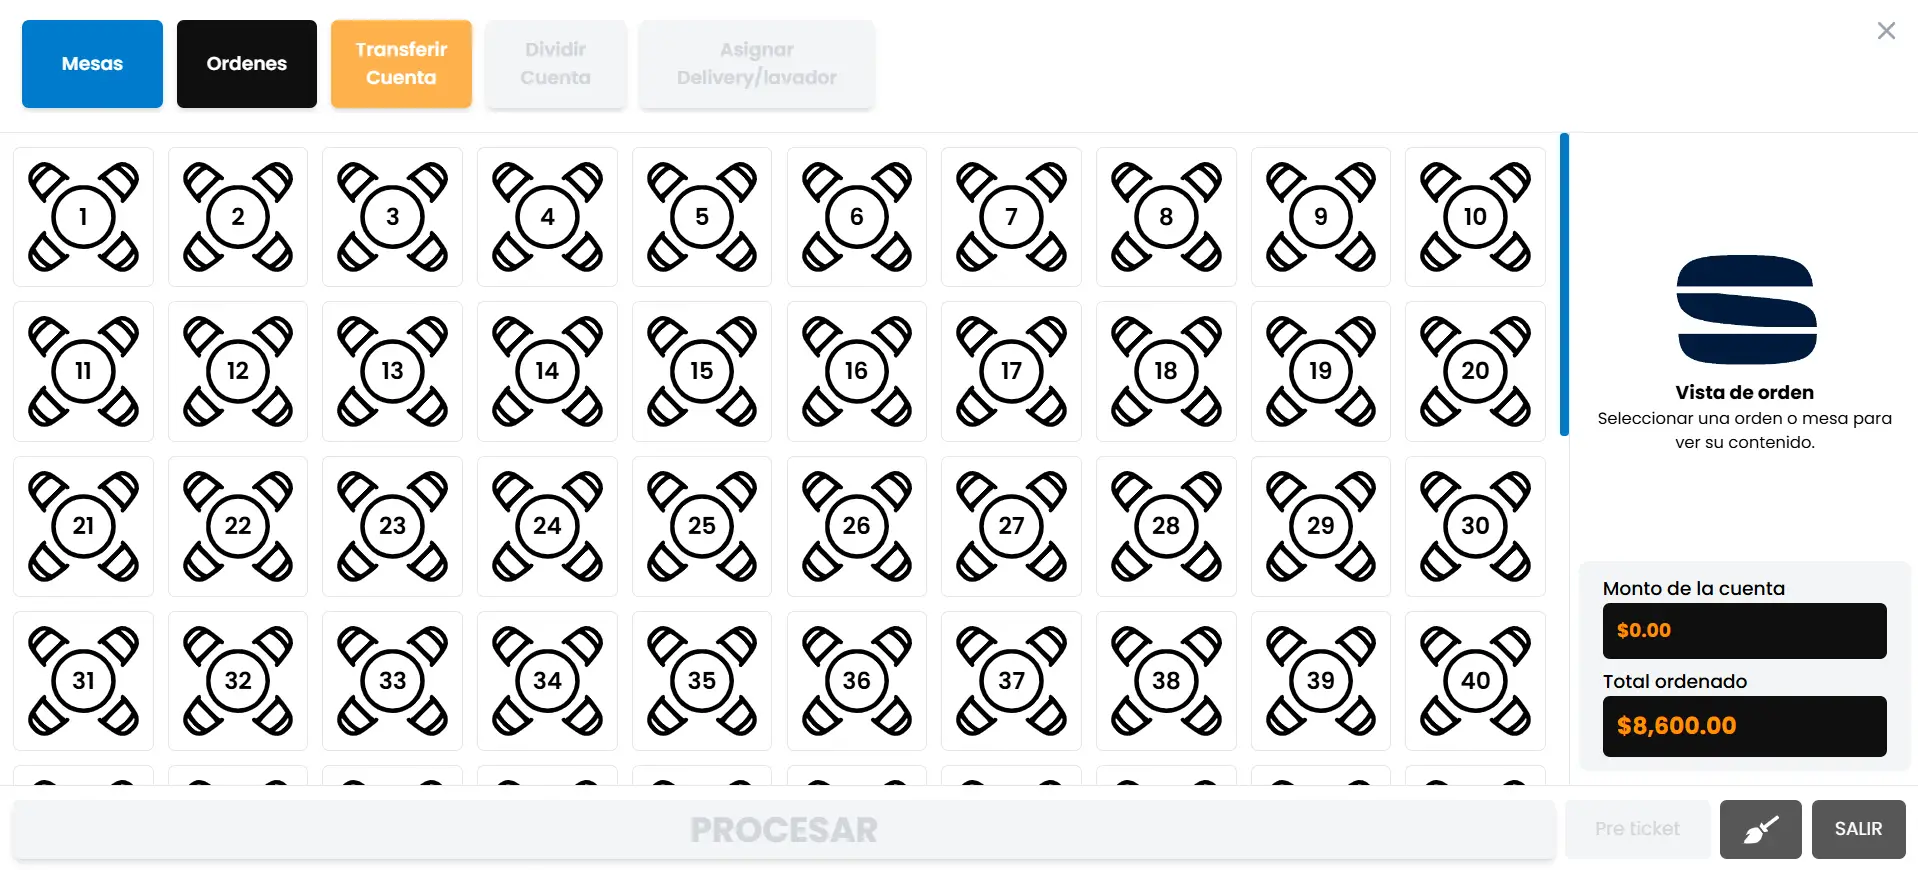 Mesas
Ordenes
Transferir
Cuenta
Dividir
Cuenta
Asignar
Delivery/lavador
1 2 3 4 5 6 7 8 9 10
11 12 13 14 15 16 17 18 19 20
21 22 23 24 25 26 27 28 29 30
31 32 33 34 35 36 37 38 39 40
Vista de orden
Seleccionar una orden o mesa para
ver su contenido.
Monto de la cuenta
$0.00
Total ordenado
$8,600.00
PROCESAR
Pre ticket
SALIR